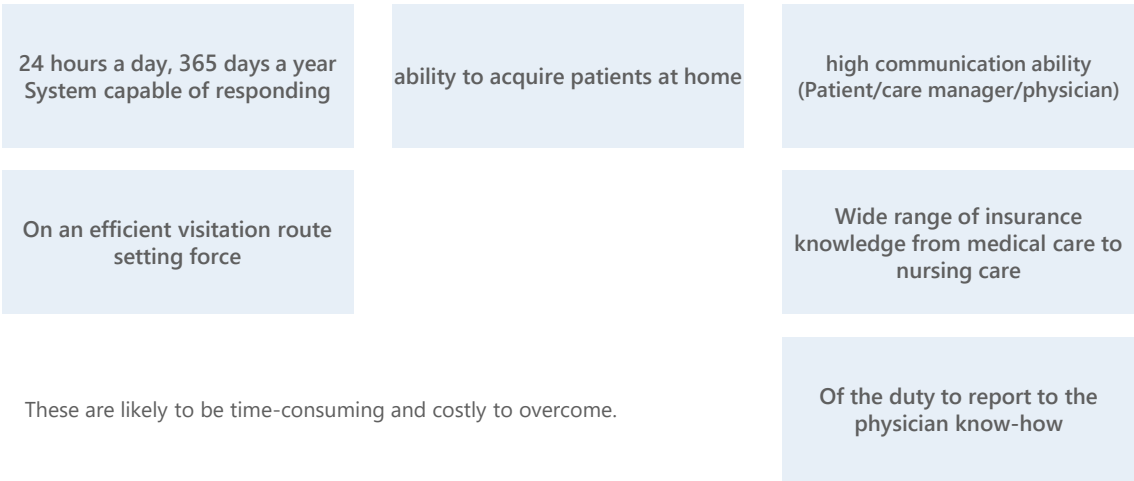 24 hours a day, 365 days a year
System capable of responding
ability to acquire patients at home
high communication ability
(Patient/care manager/physician)
On an efficient visitation route
setting force
Wide range of insurance
knowledge from medical care to
nursing care
These are likely to be time-consuming and costly to overcome.
Of the duty to report to the
physician know-how